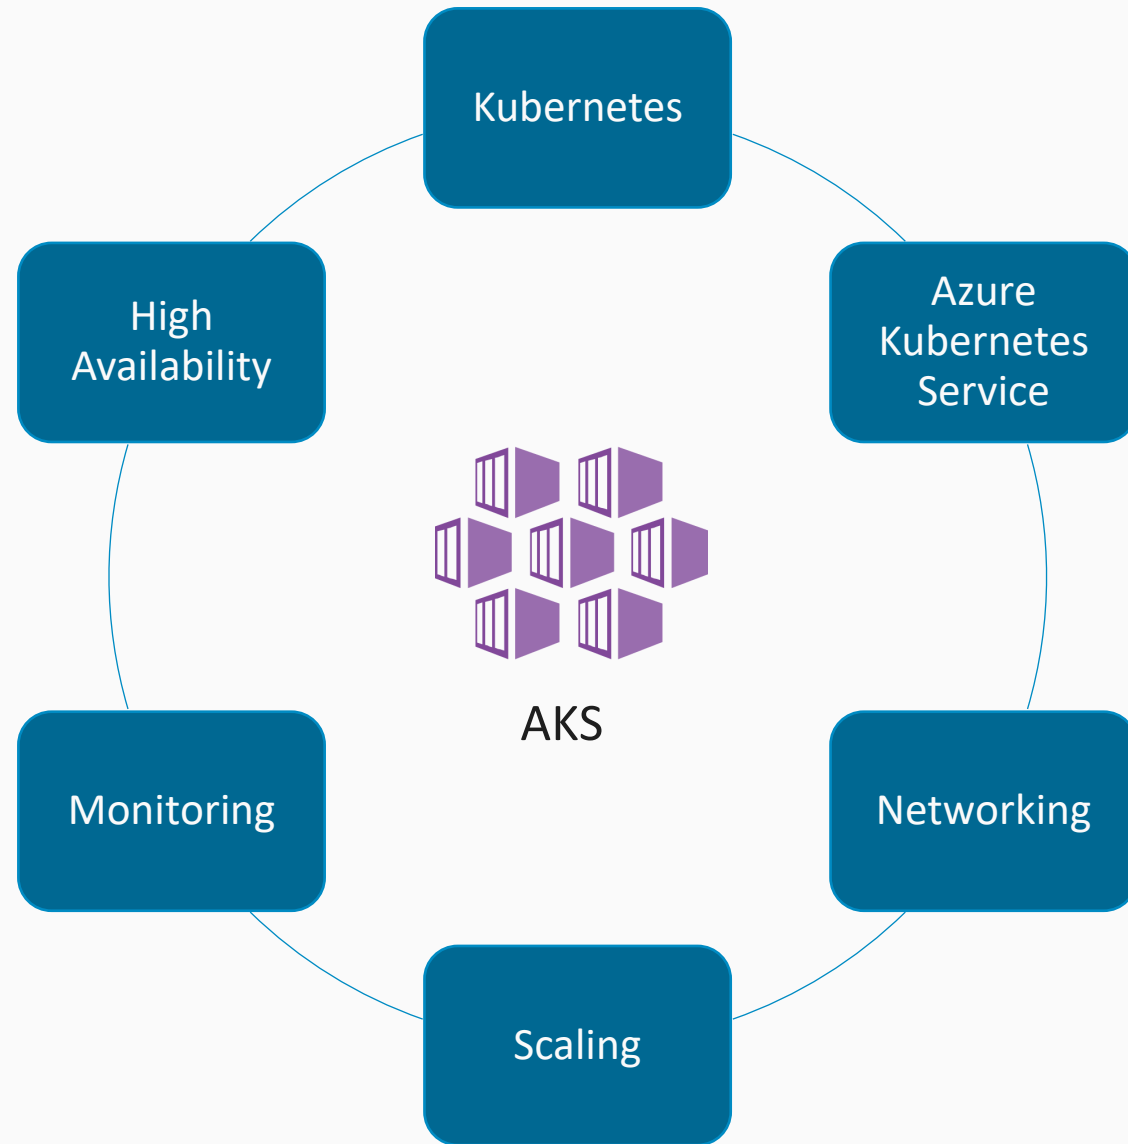 Kubernetes
Azure
Kubernetes
Service
Networking
Scaling
Monitoring
High
Availability
AKS